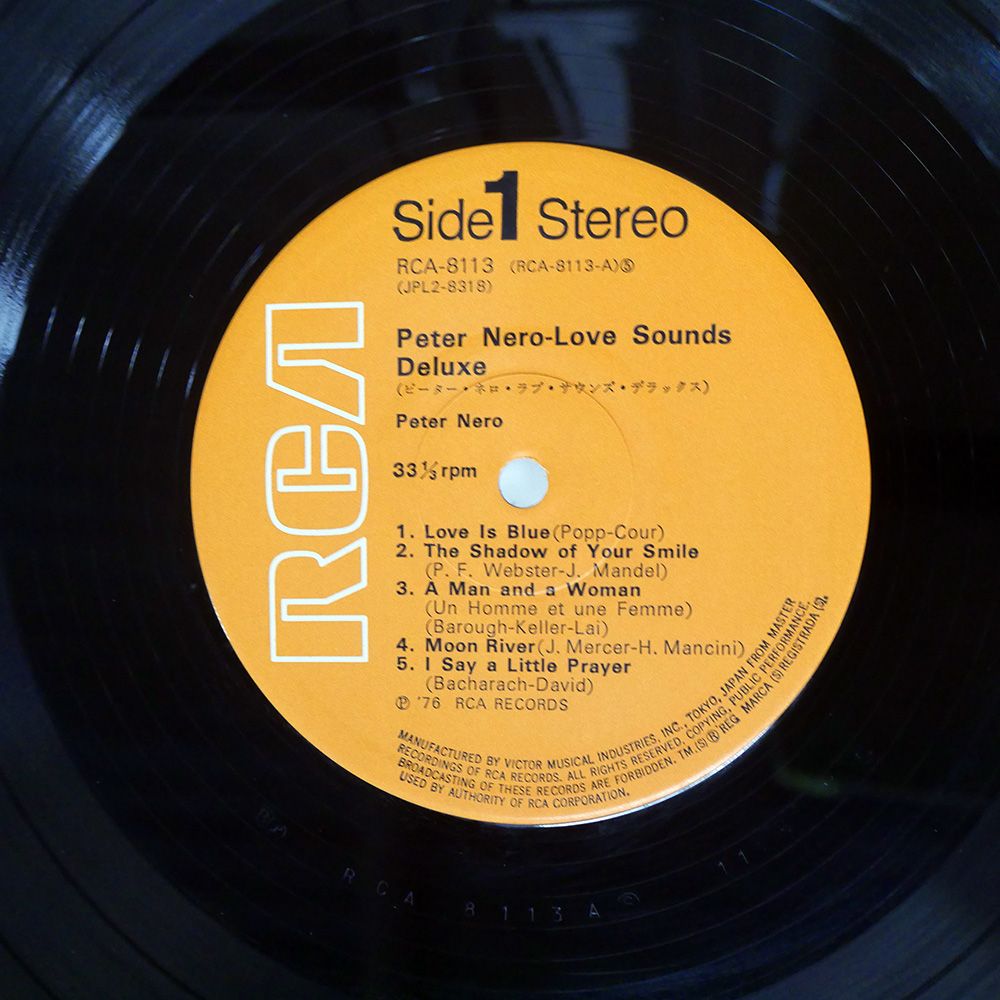 RCA
Side 1 Stereo
RCA-8113 (RCA-8113-A)Ⓢ
(JPL2-8318)
Peter Nero-Love Sounds
Deluxe
(ピーター・ネロ・ラブ・サウンズ・デラックス)
Peter Nero
33⅓rpm
1. Love Is Blue(Popp-Cour)
2. The Shadow of Your Smile
(P. F. Webster-J. Mandel)
3. A Man and a Woman
(Un Homme et une Femme)
(Barough-Keller-Lai)
4. Moon River(J. Mercer-H. Mancini)
5. I Say a Little Prayer
(Bacharach-David)
Ⓟ '76 RCA RECORDS
MANUFACTURED BY VICTOR MUSICAL INDUSTRIES, INC. TOKYO, JAPAN FROM MASTER
RECORDINGS OF RCA RECORDS. ALL RIGHTS RESERVED, COPYING, PUBLIC PERFORMANCE,
BROADCASTING OF THESE RECORDS ARE FORBIDDEN. TM.(S) ® REG MARCA (S) REGISTRADA (S).
USED BY AUTHORITY OF RCA CORPORATION.
RCA 8113A 11